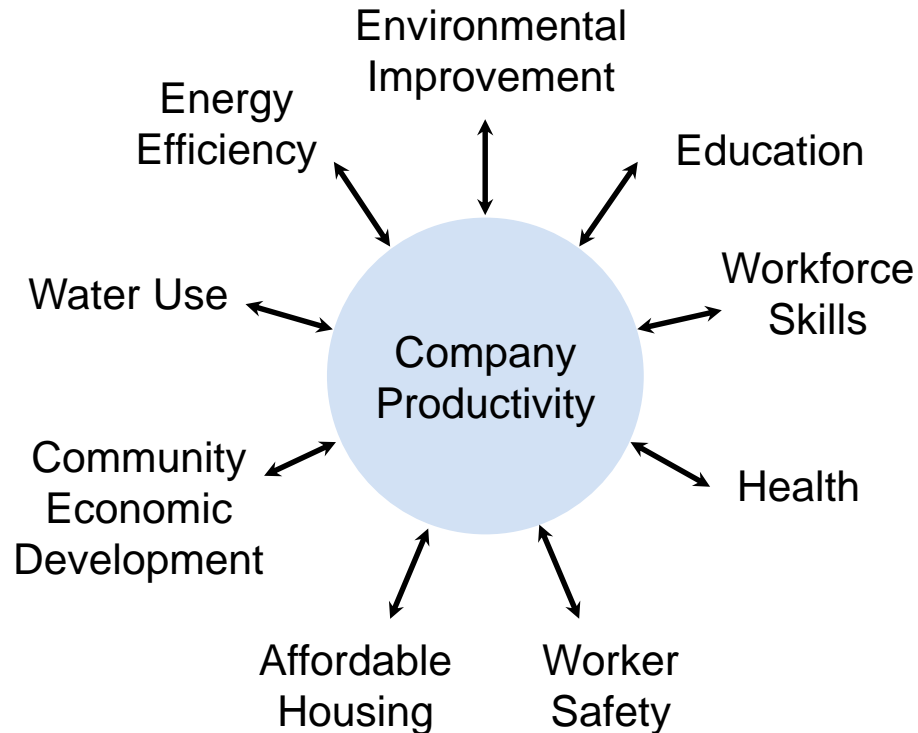 Environmental
Improvement
Energy
Efficiency
Education
Workforce
Skills
Water Use
Company
Productivity
Community
Economic
Development
Health
Affordable
Housing
Worker
Safety